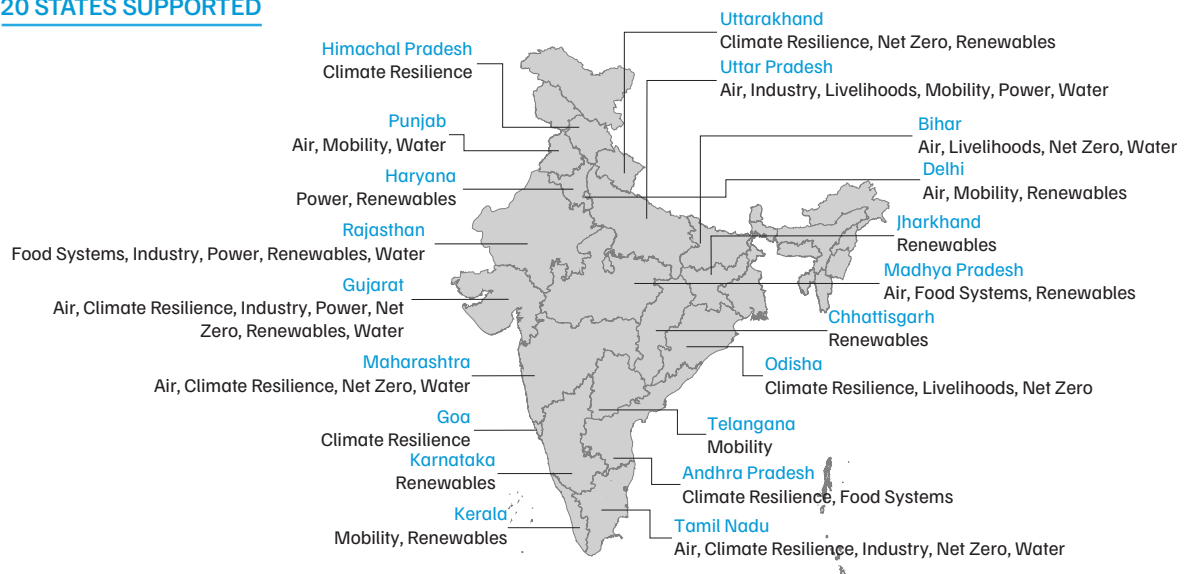 20 STATES SUPPORTED
Himachal Pradesh
Climate Resilience
Punjab
Air, Mobility, Water
Haryana
Power, Renewables
Rajasthan
Food Systems, Industry, Power, Renewables, Water
Gujarat
Air, Climate Resilience, Industry, Power, Net
Zero, Renewables, Water
Maharashtra
Air, Climate Resilience, Net Zero, Water
Goa
Climate Resilience
Karnataka
Renewables
Kerala
Mobility, Renewables
Uttarakhand
Climate Resilience, Net Zero, Renewables
Uttar Pradesh
Air, Industry, Livelihoods, Mobility, Power, Water
Bihar
Air, Livelihoods, Net Zero, Water
Delhi
Air, Mobility, Renewables
Jharkhand
Renewables
Madhya Pradesh
Air, Food Systems, Renewables
Chhattisgarh
Renewables
Odisha
Climate Resilience, Livelihoods, Net Zero
Telangana
Mobility
Andhra Pradesh
Climate Resilience, Food Systems
Tamil Nadu
Air, Climate Resilience, Industry, Net Zero, Water